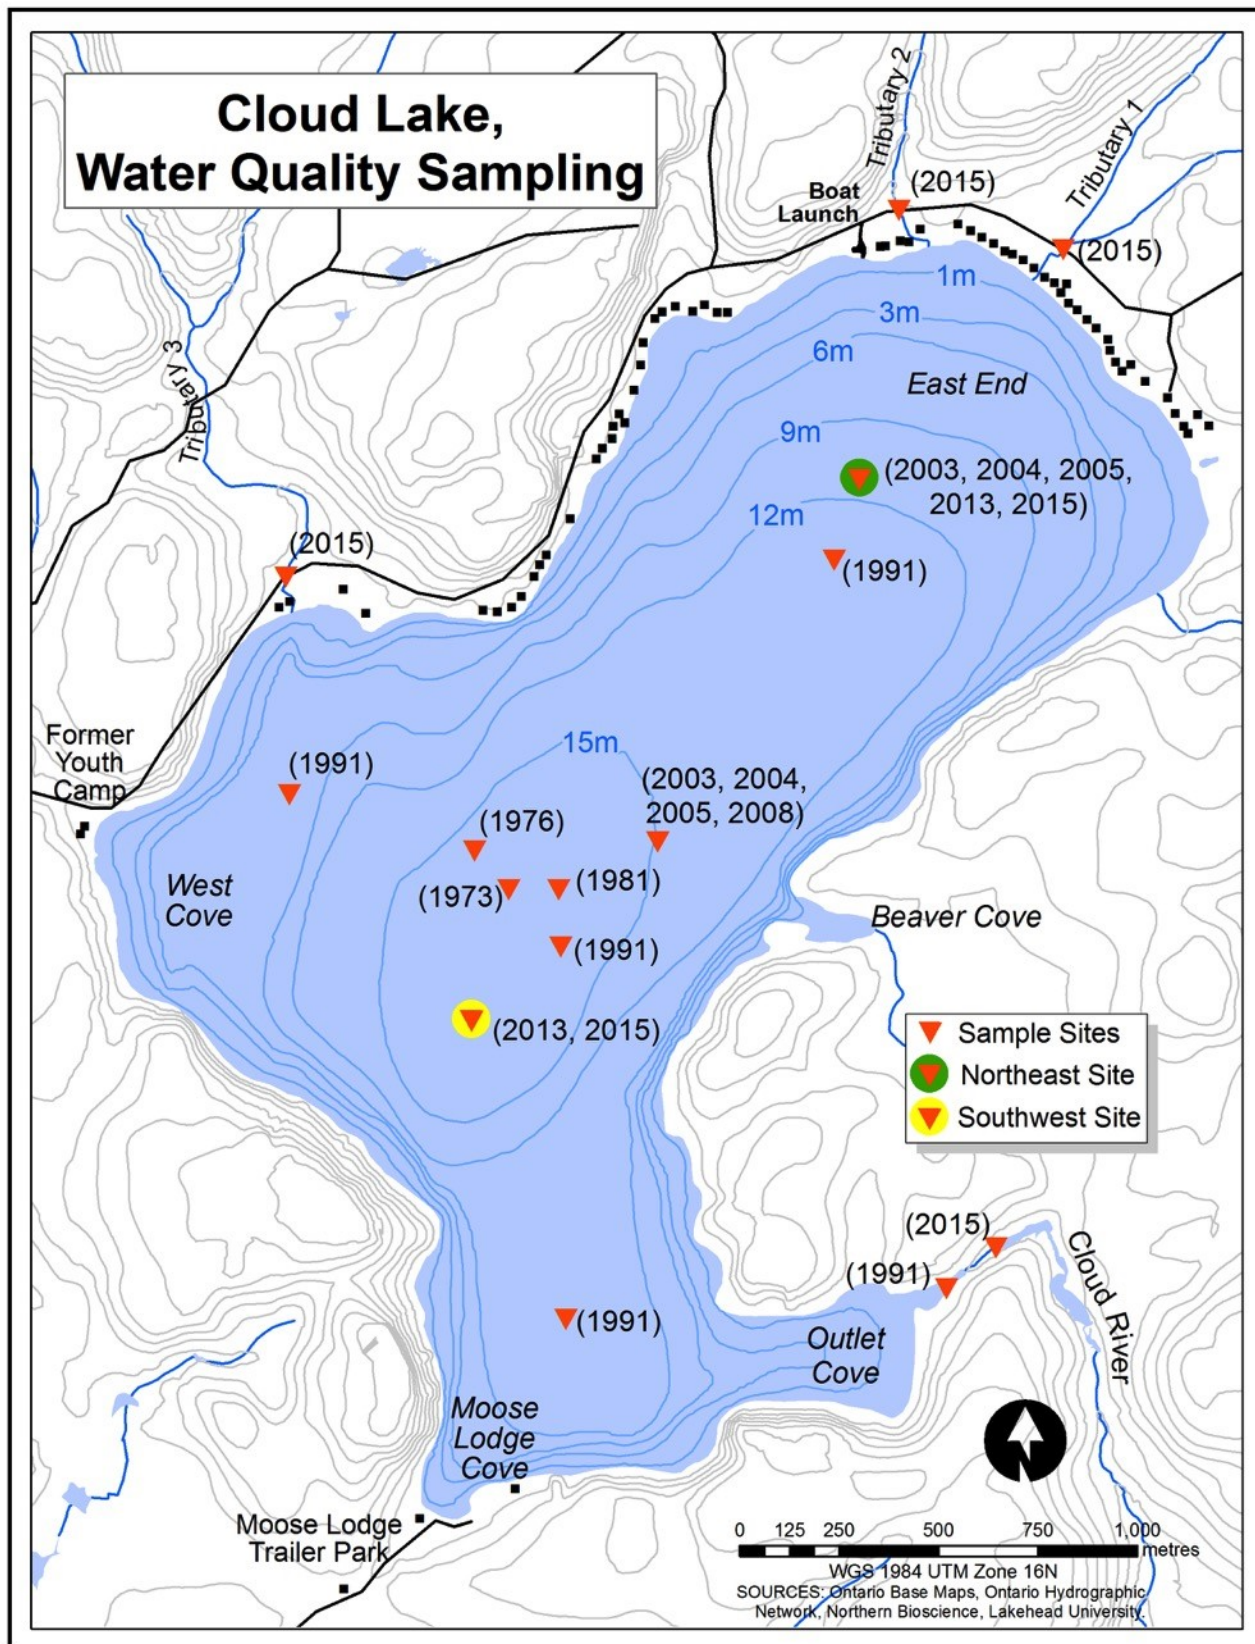 Cloud Lake,
Water Quality Sampling
Tributary 2
Tributary 1
Boat
Launch
(2015)
(2015)
1m
3m
6m
East End
Tributary 3
9m
(2003, 2004, 2005,
2013, 2015)
12m
(2015)
(1991)
Former
Youth
Camp
15m
(1991)
(2003, 2004,
2005, 2008)
(1976)
West
Cove
(1973)
(1981)
Beaver Cove
(1991)
(2013, 2015)
Sample Sites
Northeast Site
Southwest Site
(2015)
(1991)
Cloud River
(1991)
Outlet
Cove
Moose
Lodge
Cove
Moose Lodge
Trailer Park
0 125 250 500 750 1,000
metres
WGS 1984 UTM Zone 16N
SOURCES: Ontario Base Maps, Ontario Hydrographic
Network, Northern Bioscience, Lakehead University.